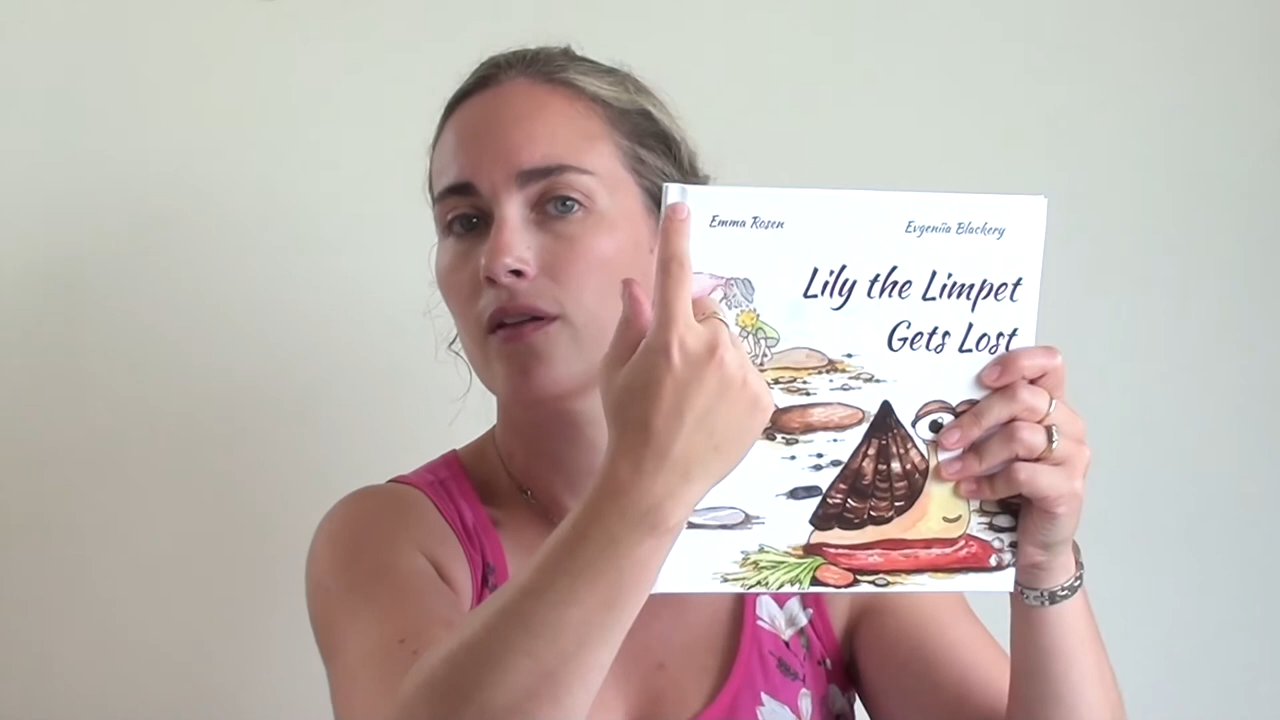 Emma Rosen
Evgeniia Blackery
Lily the Limpet
Gets Lost